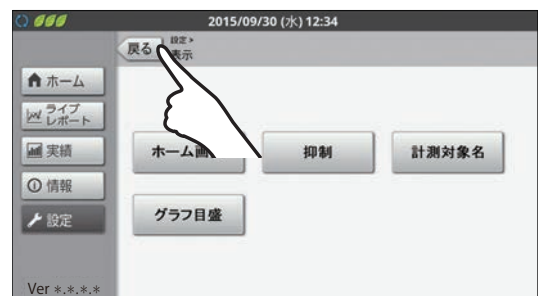 2015/09/30 (水) 12:34
戻る
設定 >
表示
ホーム
ライブ
レポート
実績
情報
設定
ホーム画
抑制
計測対象名
グラフ目盛
Ver *.*.*.*